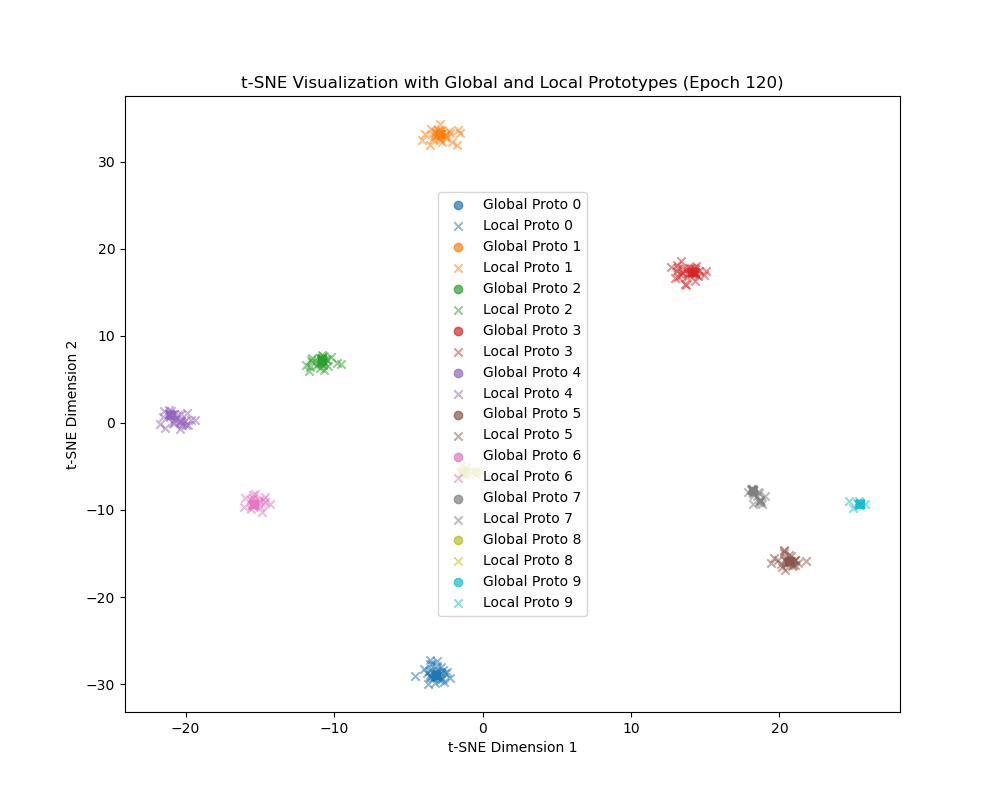 t-SNE Visualization with Global and Local Prototypes (Epoch 120)
30
20
10
0
−10
−20
−30
t-SNE Dimension 2
Global Proto 0
Local Proto 0
Global Proto 1
Local Proto 1
Global Proto 2
Local Proto 2
Global Proto 3
Local Proto 3
Global Proto 4
Local Proto 4
Global Proto 5
Local Proto 5
Global Proto 6
Local Proto 6
Global Proto 7
Local Proto 7
Global Proto 8
Local Proto 8
Global Proto 9
Local Proto 9
−20 −10 0 10 20
t-SNE Dimension 1